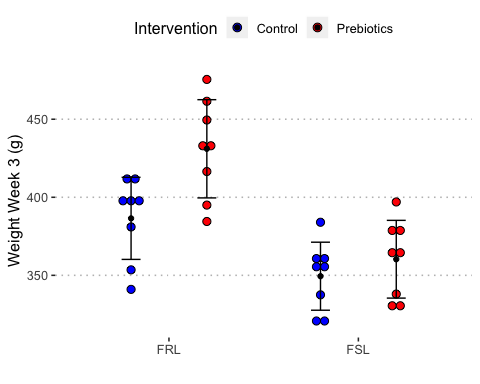 Intervention Control Prebiotics
Weight Week 3 (g)
450
400
350
FRL FSL